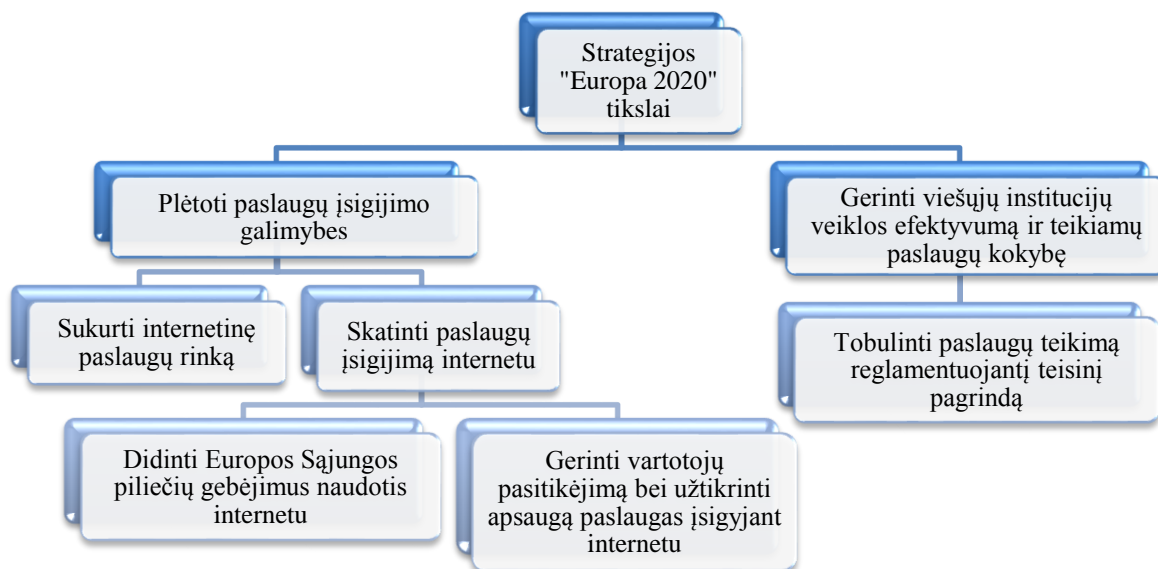 Strategijos
"Europa 2020"
tikslai
Plėtoti paslaugų įsigijimo
galimybes
Gerinti viešųjų institucijų
veiklos efektyvumą ir teikiamų
paslaugų kokybę
Sukurti internetinę
paslaugų rinką
Skatinti paslaugų
įsigijimą internetu
Tobulinti paslaugų teikimą
reglamentuojantį teisinį
pagrindą
Didinti Europos Sąjungos
piliečių gebėjimus naudotis
internetu
Gerinti vartotojų
pasitikėjimą bei užtikrinti
apsaugą paslaugas įsigyjant
internetu